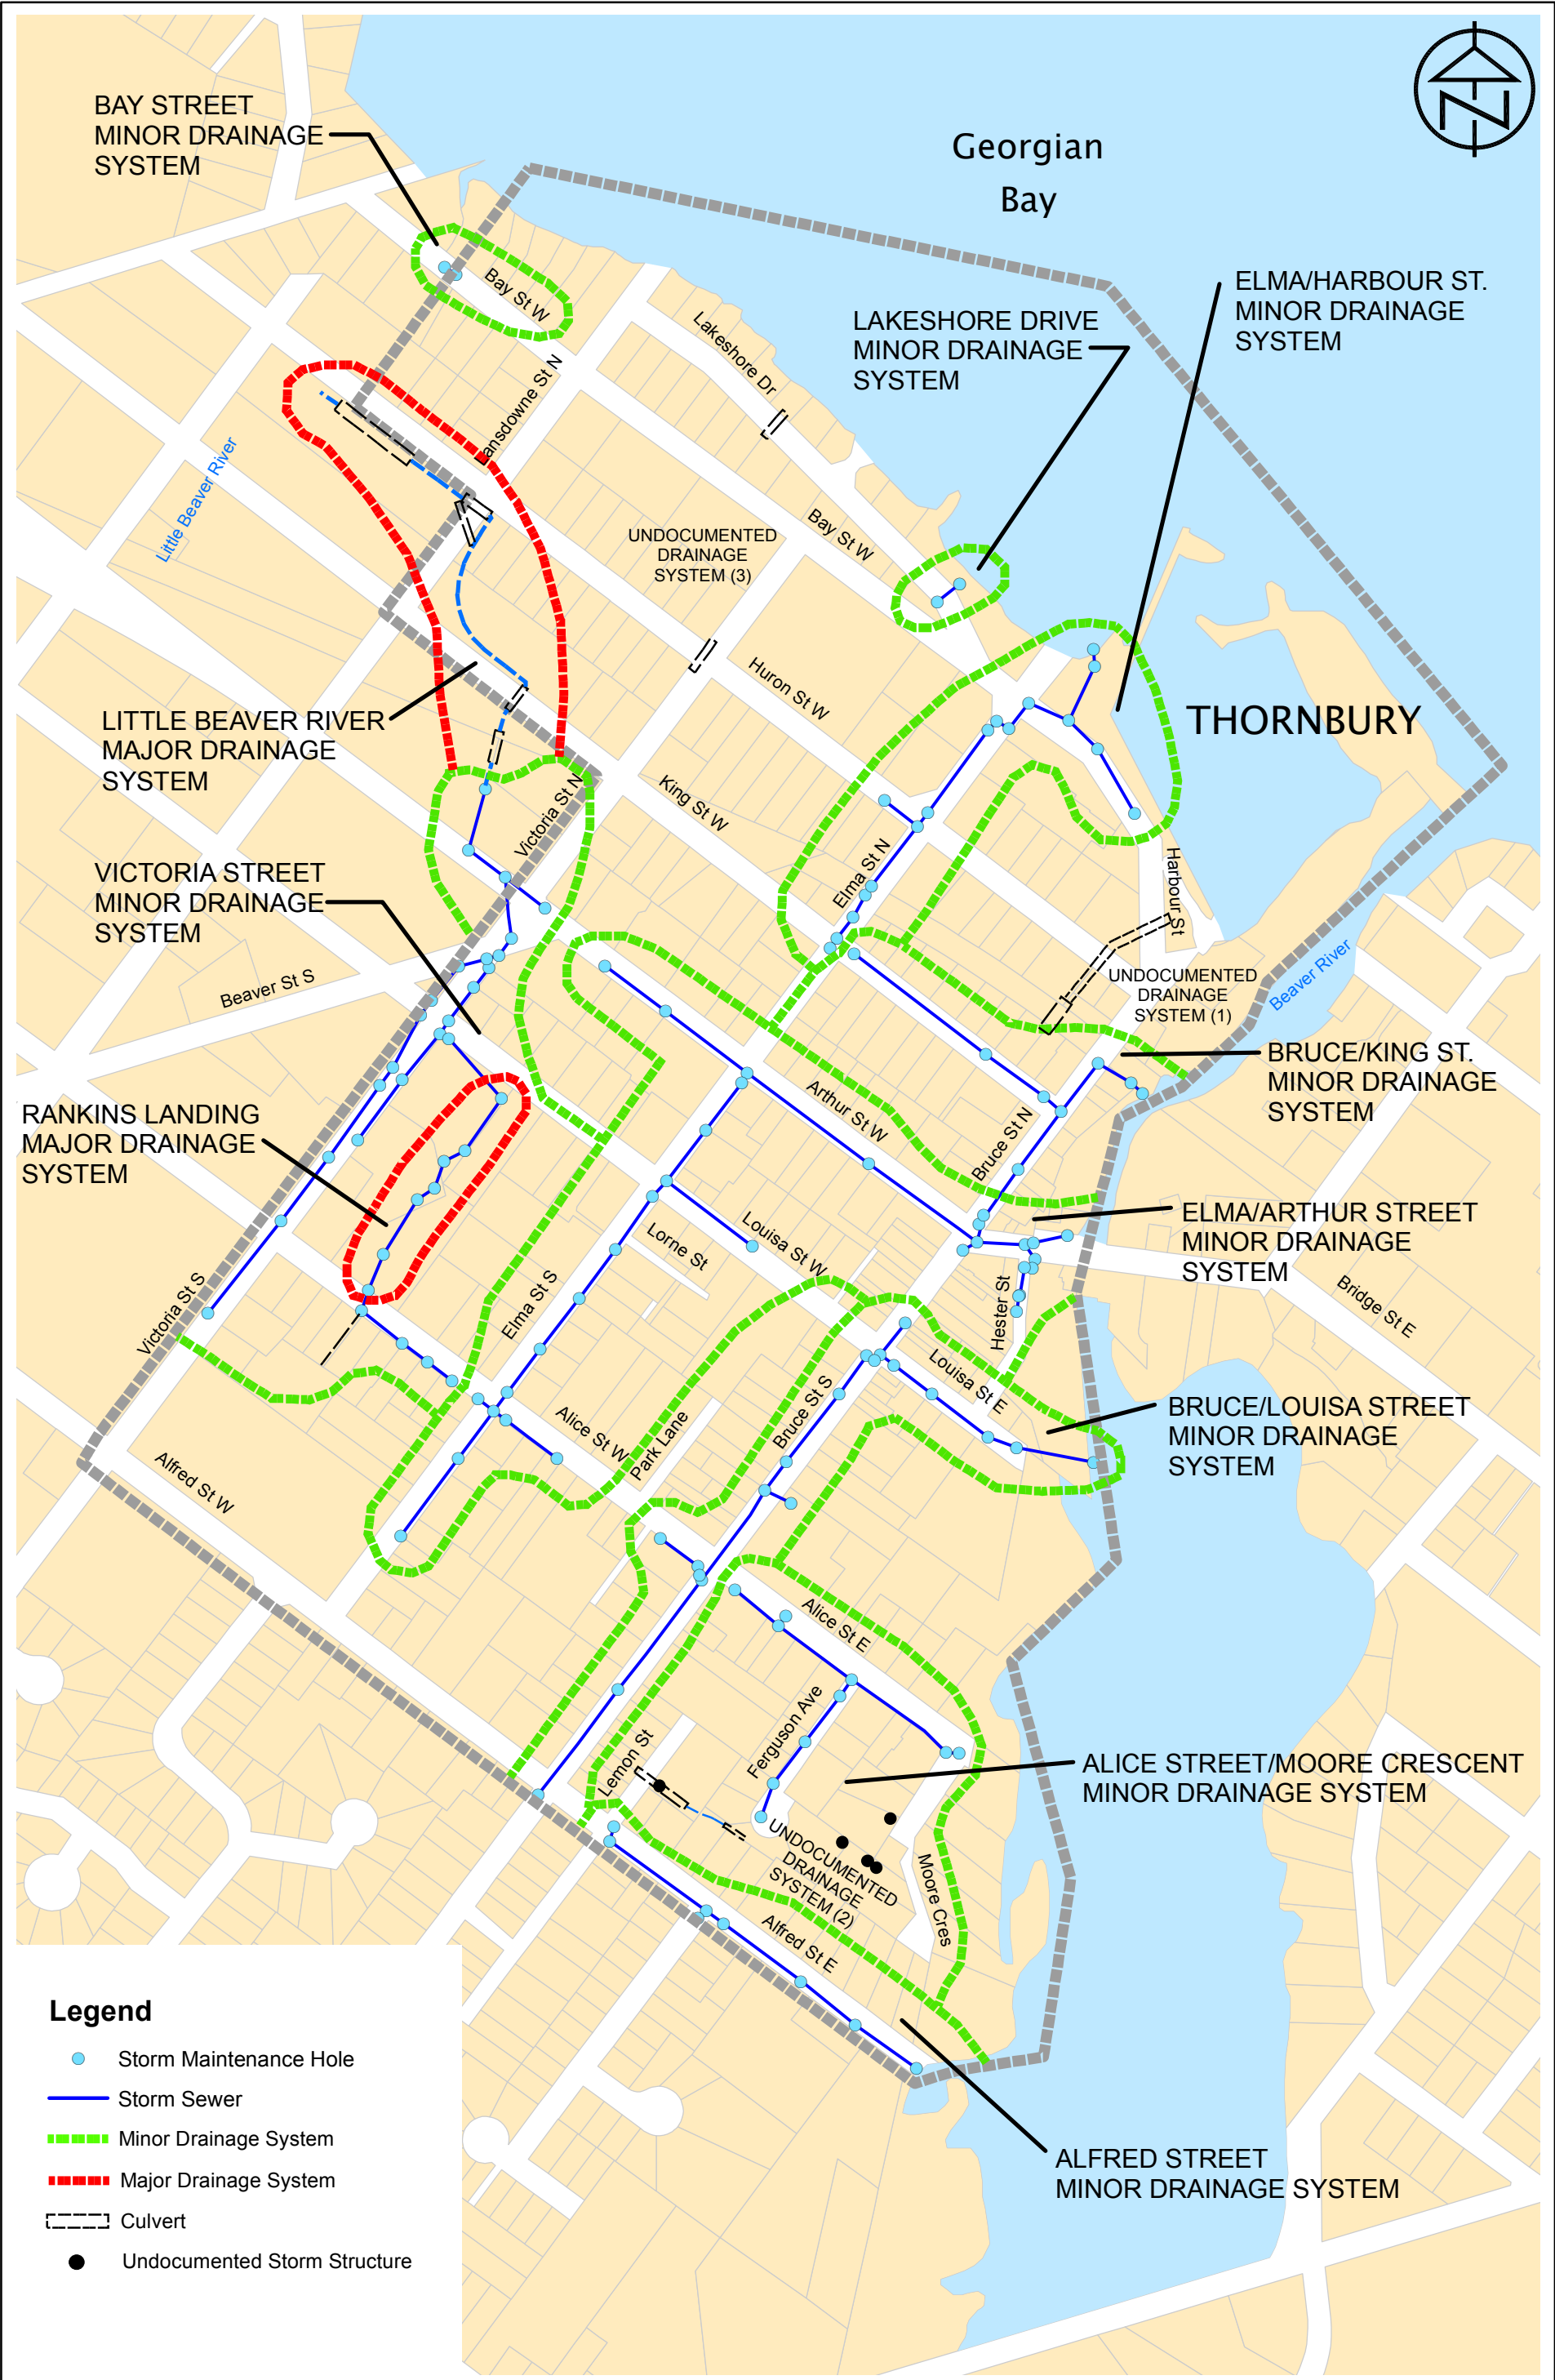 BAY STREET
MINOR DRAINAGE
SYSTEM
Georgian
Bay
N
ELMA/HARBOUR ST.
MINOR DRAINAGE
SYSTEM
LAKESHORE DRIVE
MINOR DRAINAGE
SYSTEM
Bay St W
Lakeshore Dr
Lansdowne St N
Little Beaver River
UNDOCUMENTED
DRAINAGE
SYSTEM (3)
Bay St W
Huron St W
THORNBURY
LITTLE BEAVER RIVER
MAJOR DRAINAGE
SYSTEM
King St W
Victoria St N
Elma St N
Harbour St
VICTORIA STREET
MINOR DRAINAGE
SYSTEM
Beaver St S
UNDOCUMENTED
DRAINAGE
SYSTEM (1)
Beaver River
BRUCE/KING ST.
MINOR DRAINAGE
SYSTEM
RANKINS LANDING
MAJOR DRAINAGE
SYSTEM
Arthur St W
Bruce St N
ELMA/ARTHUR STREET
MINOR DRAINAGE
SYSTEM
Louisa St W
Lorne St
Victoria St S
Elma St S
Hester St
Bridge St E
Louisa St E
BRUCE/LOUISA STREET
MINOR DRAINAGE
SYSTEM
Bruce St S
Alice St W
Park Lane
Alfred St W
Alice St E
Ferguson Ave
Lemon St
ALICE STREET/MOORE CRESCENT
MINOR DRAINAGE SYSTEM
UNDOCUMENTED
DRAINAGE
SYSTEM (2)
Moore Cres
Alfred St E
ALFRED STREET
MINOR DRAINAGE SYSTEM
Legend
Storm Maintenance Hole
Storm Sewer
Minor Drainage System
Major Drainage System
Culvert
Undocumented Storm Structure